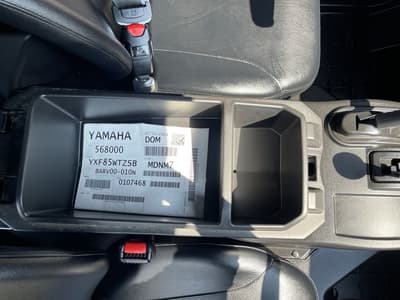 YAMAHA
DOM
568000
YXF85WTZSB
MDNM7
BARV00-010N
0107468